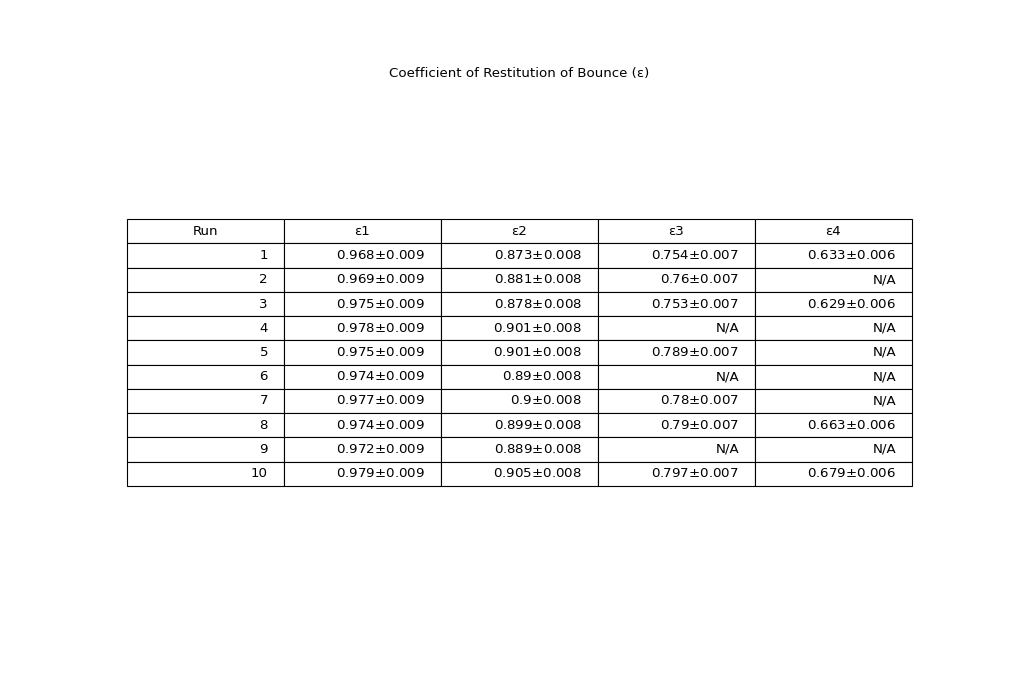 Coefficient of Restitution of Bounce (ε)
Run ε1 ε2 ε3 ε4
1 0.968±0.009 0.873±0.008 0.754±0.007 0.633±0.006
2 0.969±0.009 0.881±0.008 0.76±0.007 N/A
3 0.975±0.009 0.878±0.008 0.753±0.007 0.629±0.006
4 0.978±0.009 0.901±0.008 N/A N/A
5 0.975±0.009 0.901±0.008 0.789±0.007 N/A
6 0.974±0.009 0.89±0.008 N/A N/A
7 0.977±0.009 0.9±0.008 0.78±0.007 N/A
8 0.974±0.009 0.899±0.008 0.79±0.007 0.663±0.006
9 0.972±0.009 0.889±0.008 N/A N/A
10 0.979±0.009 0.905±0.008 0.797±0.007 0.679±0.006